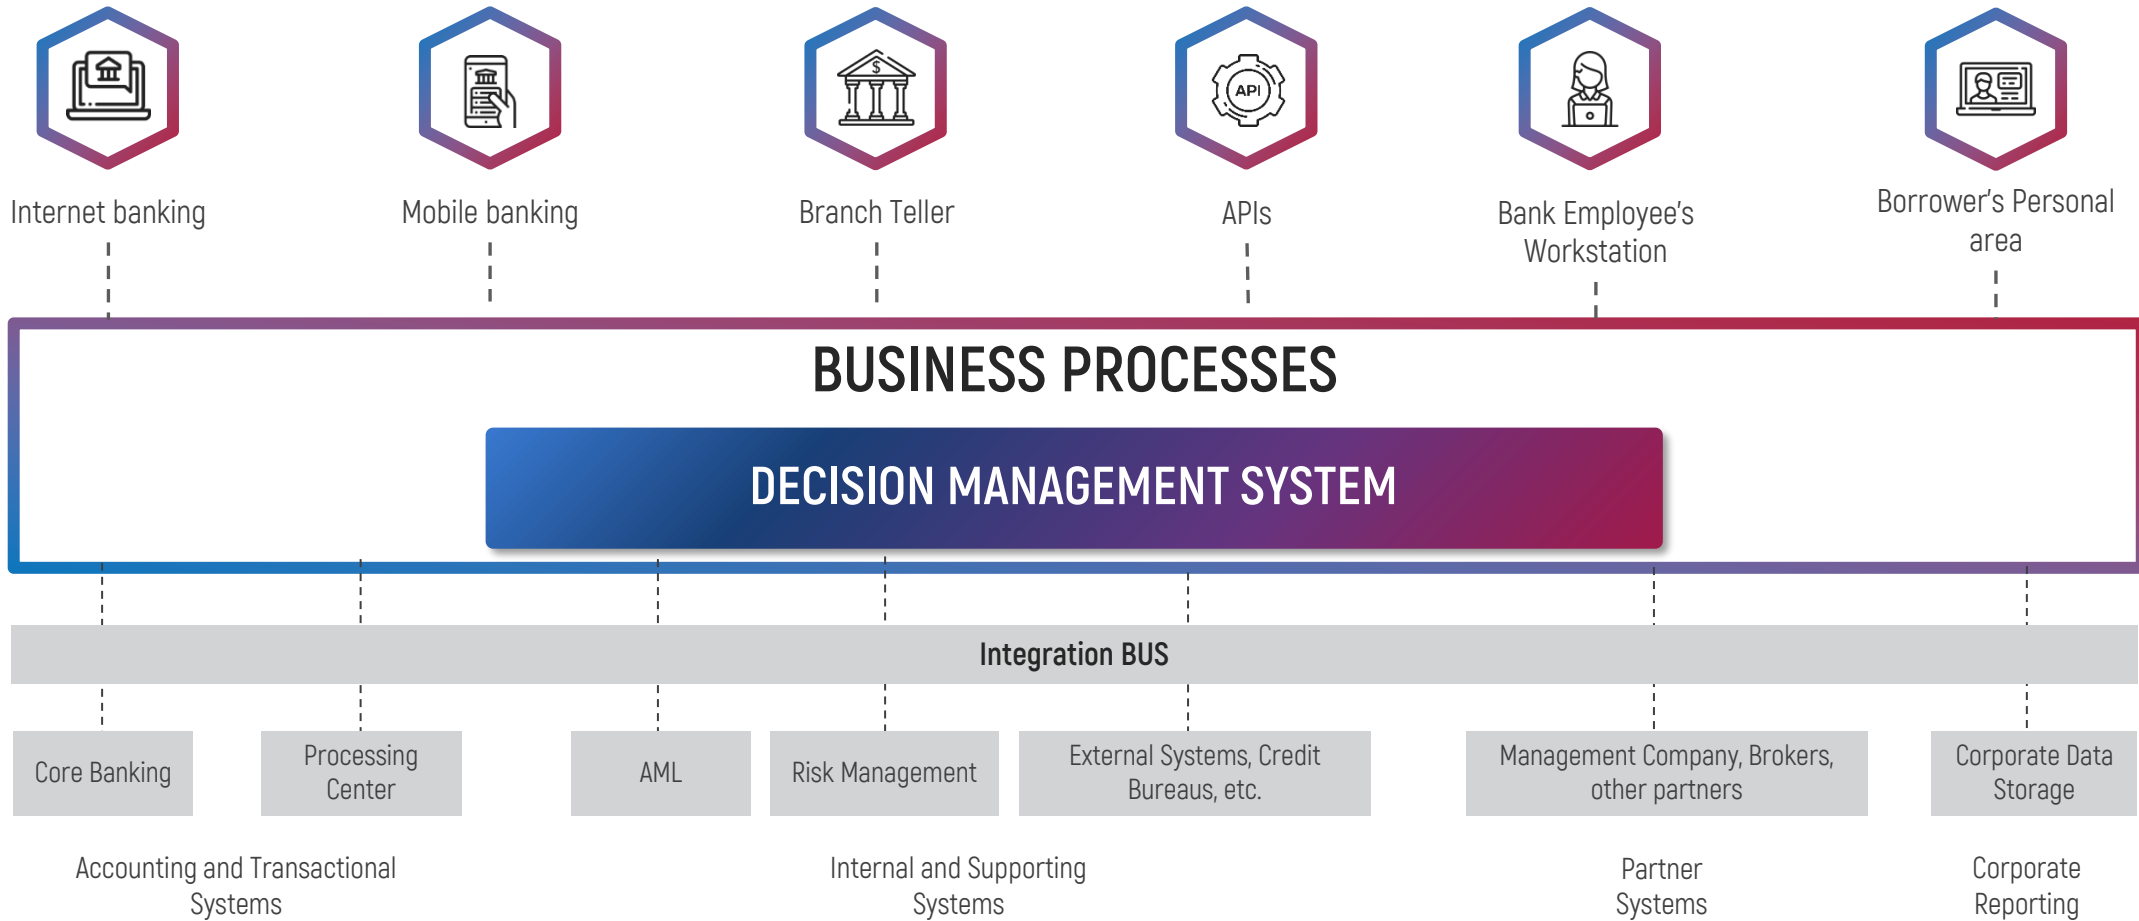 $
API
Internet banking
Mobile banking
Branch Teller
APIs
Bank Employee's
Workstation
Borrower's Personal
area
BUSINESS PROCESSES
DECISION MANAGEMENT SYSTEM
Integration BUS
Core Banking
Processing
Center
AML
Risk Management
External Systems, Credit
Bureaus, etc.
Management Company, Brokers,
other partners
Corporate Data
Storage
Accounting and Transactional
Systems
Internal and Supporting
Systems
Partner
Systems
Corporate
Reporting